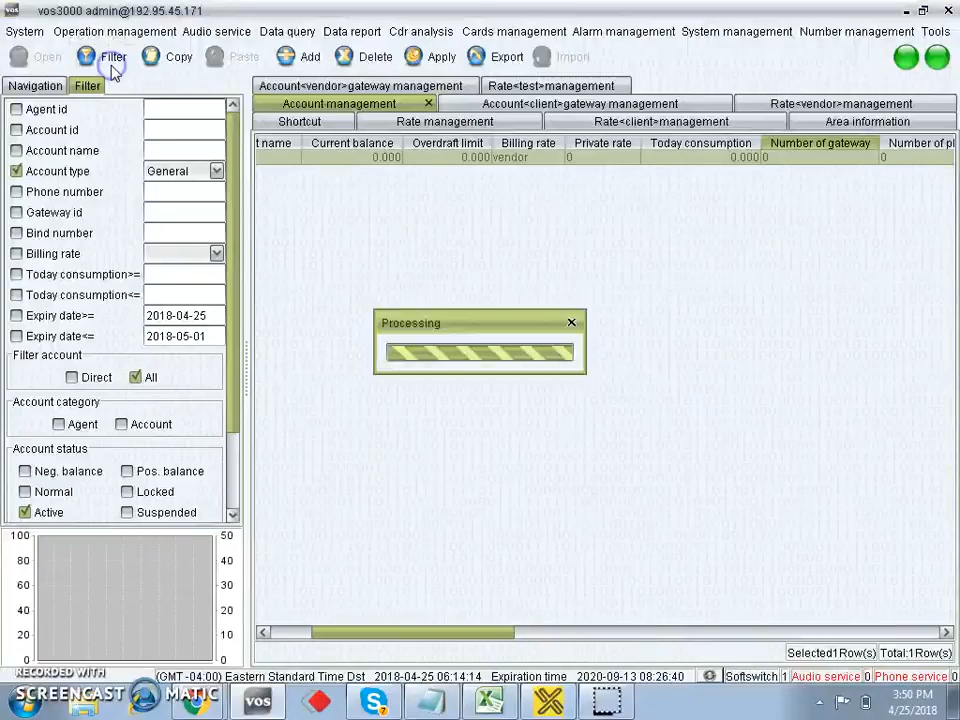 vos3000 admin@192.95.45.171
System Operation management Audio service Data query Data report Cdr analysis Cards management Alarm management System management Number management Tools
Open Filter Copy Paste Add Delete Apply Export Import
Navigation Filter
Account<vendor>gateway management Rate<test>management
Account management Account<client>gateway management Rate<vendor>management
Shortcut Rate management Rate<client>management Area information
t name Current balance Overdraft limit Billing rate Private rate Today consumption Number of gateway Number of pl
0.000 0.000 vendor 0 0.000 0 0
Agent id
Account id
Account name
Account type General
Phone number
Gateway id
Bind number
Billing rate
Today consumption>=
Today consumption<=
Expiry date>= 2018-04-25
Expiry date<= 2018-05-01
Filter account
Direct All
Account category
Agent Account
Account status
Neg. balance Pos. balance
Normal Locked
Active Suspended
Processing
100 50
80 40
60 30
40 20
20 10
0 0
Selected1Row(s) Total:1Row(s)
(GMT -04:00) Eastern Standard Time Dst 2018-04-25 06:14:14 Expiration time 2020-09-13 08:26:40 Softswitch 1 Audio service 0 Phone service 0
RECORDED WITH
SCREENCAST MATIC
vos
3:50 PM
4/25/2018